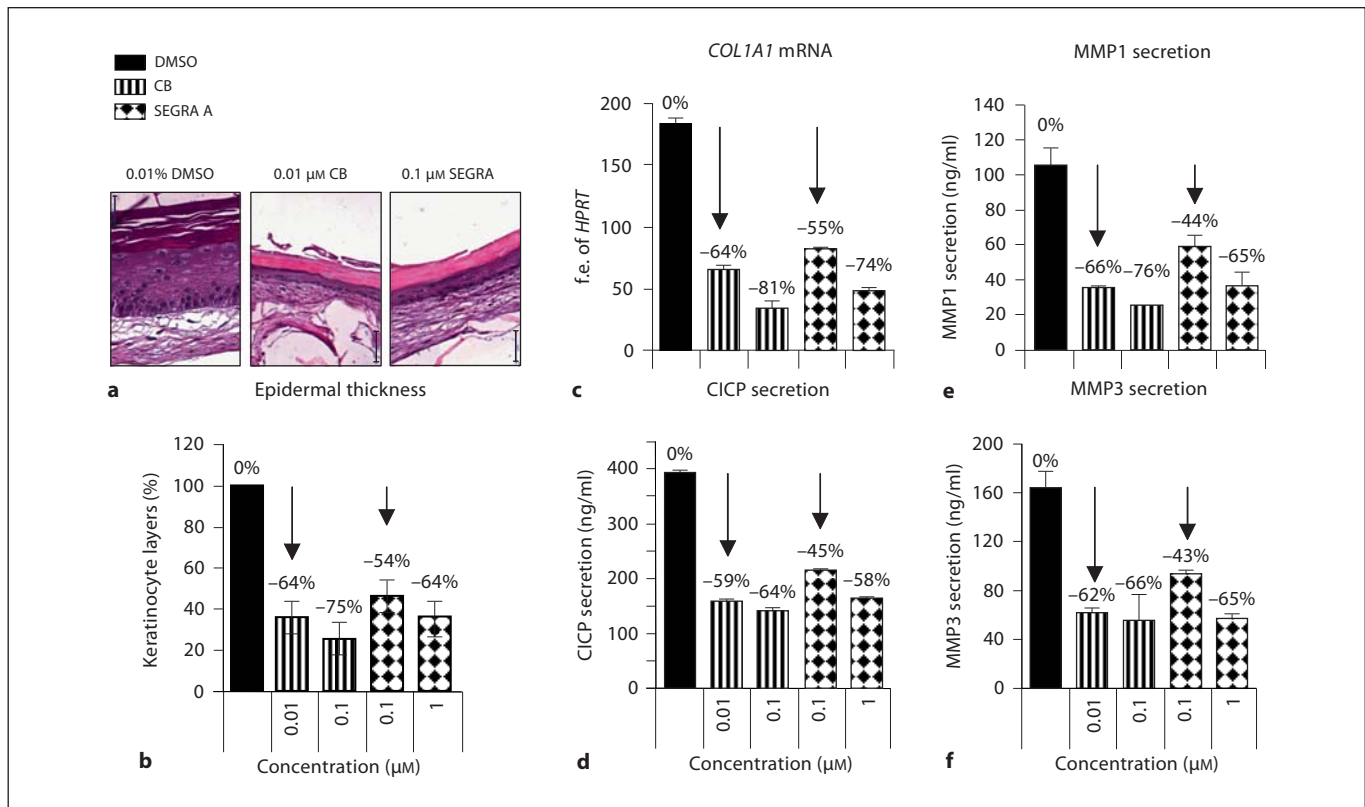 DMSO
CB
SEGRA A
0.01% DMSO
0.01 μM CB
0.1 μM SEGRA
a
Epidermal thickness
Keratinocyte layers (%)
120
100
80
60
40
20
0
0%
–64%
–75%
–54%
–64%
0.01
0.1
0.1
1
b
Concentration (μM)
COL1A1 mRNA
f.e. of HPRT
200
150
100
50
0
0%
–64%
–81%
–55%
–74%
c
CICP secretion
CICP secretion (ng/ml)
400
300
200
150
100
0
0%
–59%
–64%
–45%
–58%
0.01
0.1
0.1
1
d
Concentration (μM)
MMP1 secretion
MMP1 secretion (ng/ml)
140
120
100
80
60
40
20
0
0%
–66%
–76%
–44%
–65%
e
MMP3 secretion
MMP3 secretion (ng/ml)
200
160
120
80
40
0
0%
–62%
–66%
–43%
–65%
0.01
0.1
0.1
1
f
Concentration (μM)